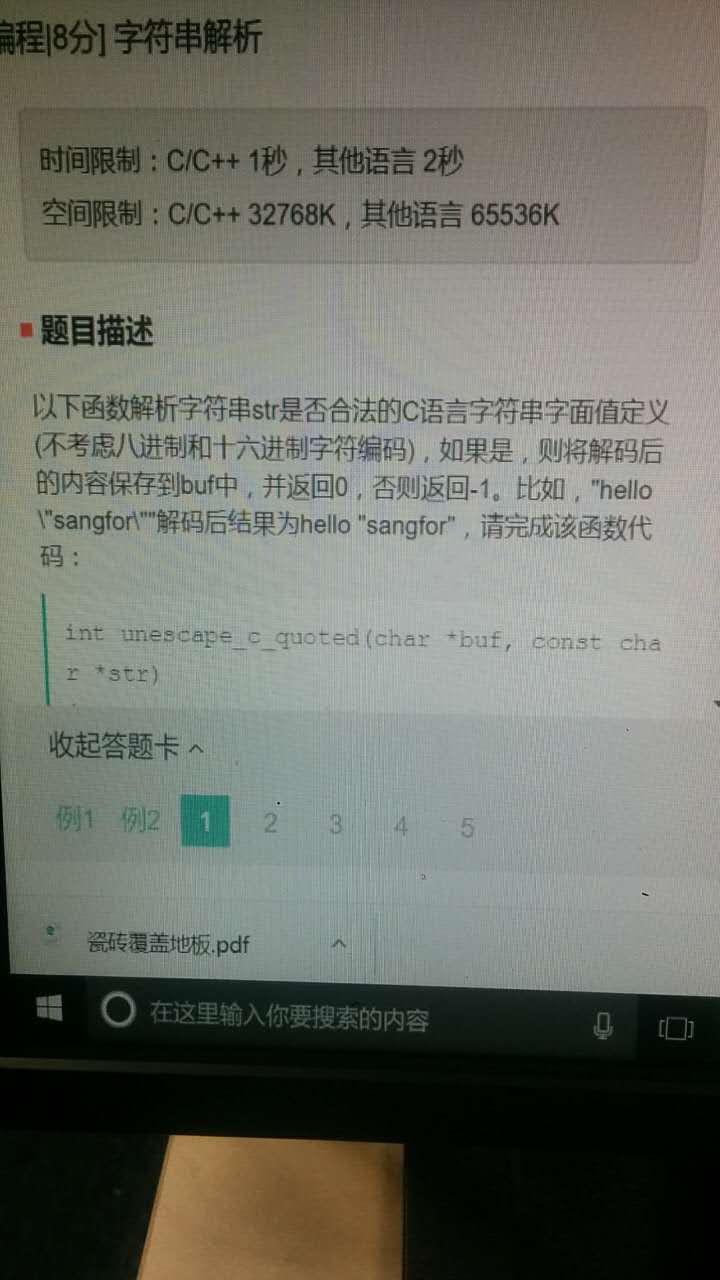 编程|8分] 字符串解析
时间限制：C/C++ 1秒，其他语言 2秒
空间限制：C/C++ 32768K，其他语言 65536K
题目描述
以下函数解析字符串str是否合法的C语言字符串字面值定义
(不考虑八进制和十六进制字符编码)，如果是，则将解码后
的内容保存到buf中，并返回0，否则返回-1。比如，"hello
\"sangfor\""解码后结果为hello "sangfor"，请完成该函数代
码：
int unescape_c_quoted(char *buf, const cha
r *str)
收起答题卡
例1 例2 1 2 3 4 5
瓷砖覆盖地板.pdf
在这里输入你要搜索的内容